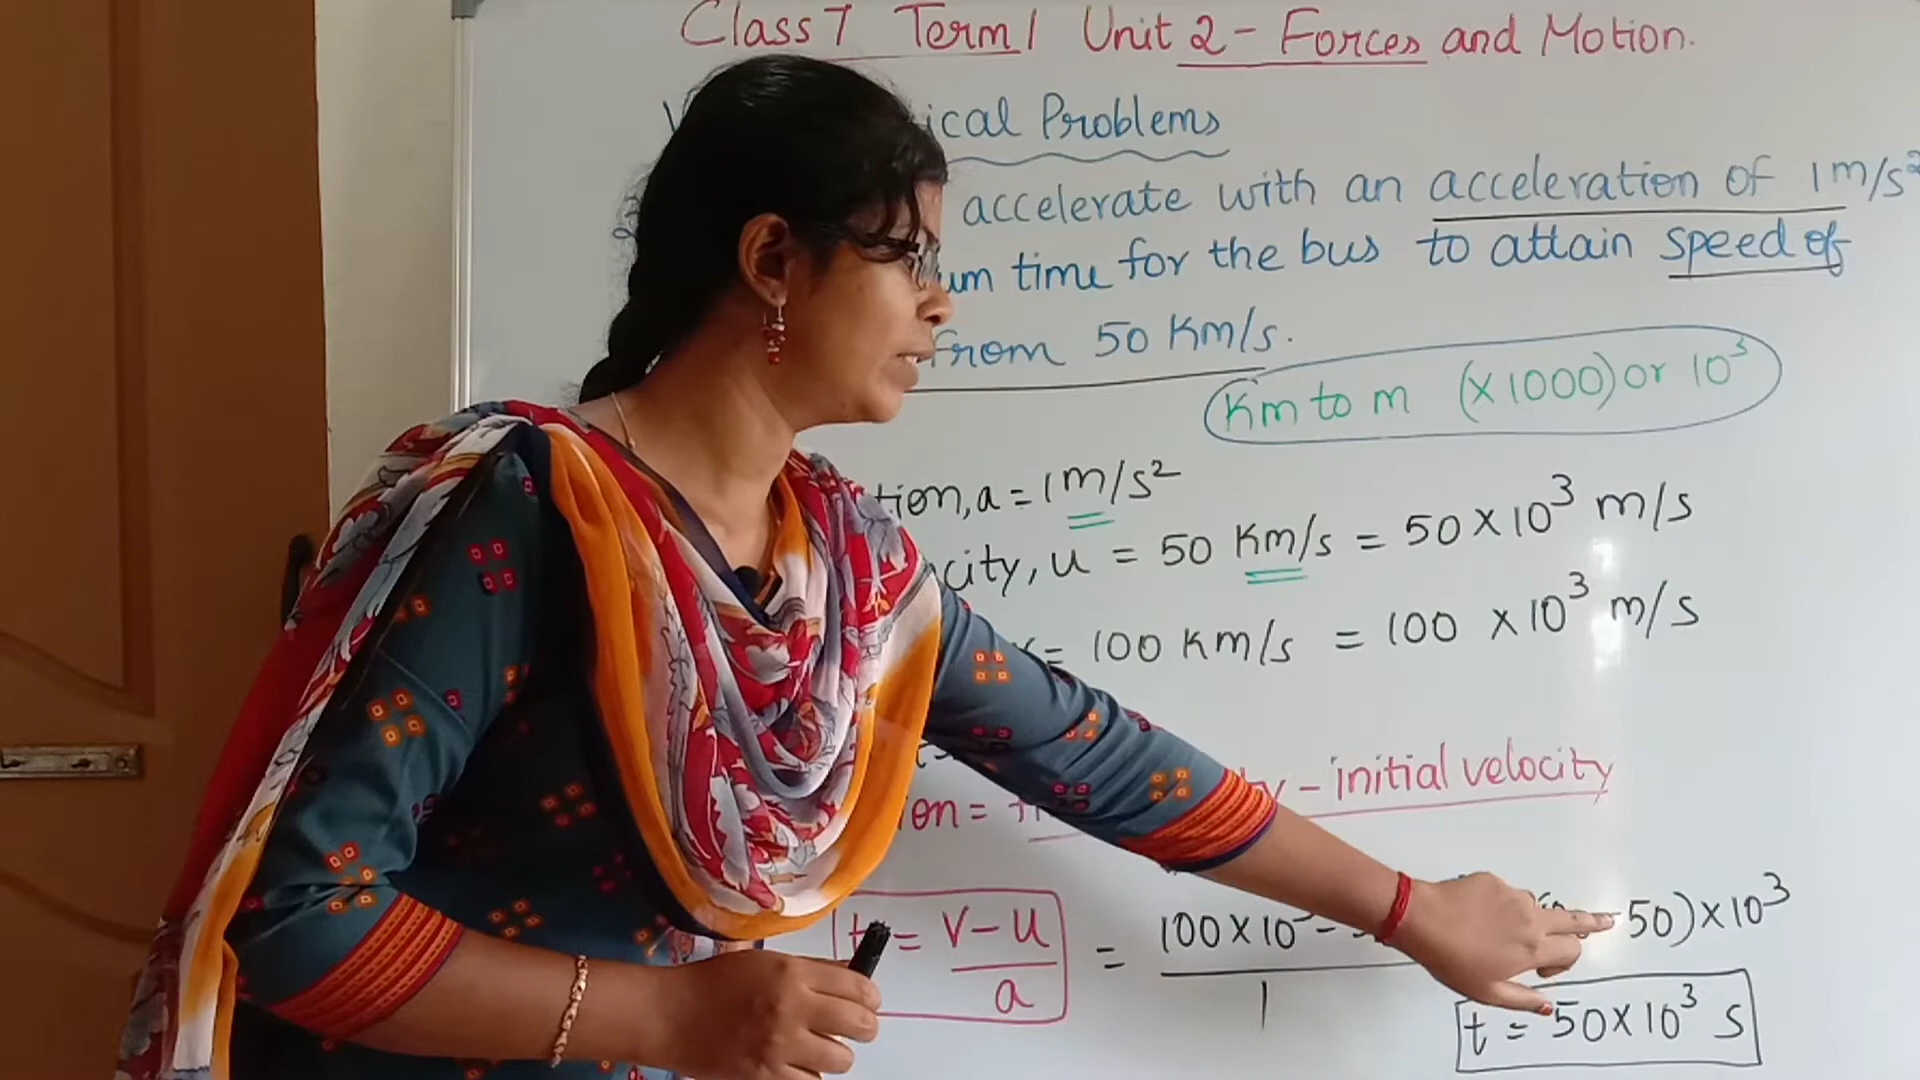 Class 7 Term 1 Unit 2 - Forces and Motion.
ical Problems
accelerate with an acceleration of 1 m/s²
um time for the bus to attain speed of
from 50 Km/s.
Km to m (×1000) or 10³
tion, a = 1 m/s²
city, u = 50 Km/s = 50 × 10³ m/s
= 100 Km/s = 100 × 10³ m/s
on = y - initial velocity
t = v - u / a = 100 × 10³ - / 1 - 50) × 10³
t = 50 × 10³ s